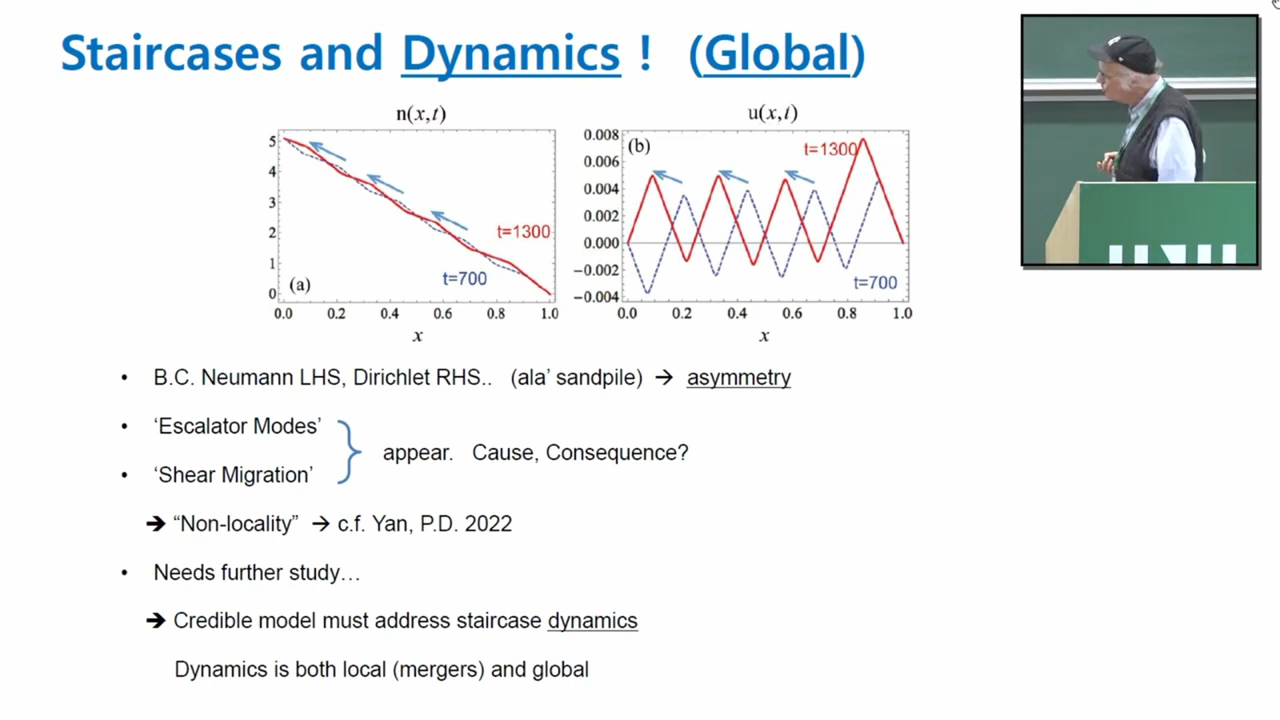 Staircases and Dynamics ! (Global)
n(x,t)
5
4
3
2
1
0
(a)
t=1300
t=700
0.0 0.2 0.4 0.6 0.8 1.0
x
u(x,t)
0.008
0.006
0.004
0.002
0.000
−0.002
−0.004
(b)
t=1300
t=700
0.0 0.2 0.4 0.6 0.8 1.0
x
• B.C. Neumann LHS, Dirichlet RHS.. (ala’ sandpile) → asymmetry
• ‘Escalator Modes’
• ‘Shear Migration’
appear. Cause, Consequence?
➔ “Non-locality” → c.f. Yan, P.D. 2022
• Needs further study…
➔ Credible model must address staircase dynamics
Dynamics is both local (mergers) and global